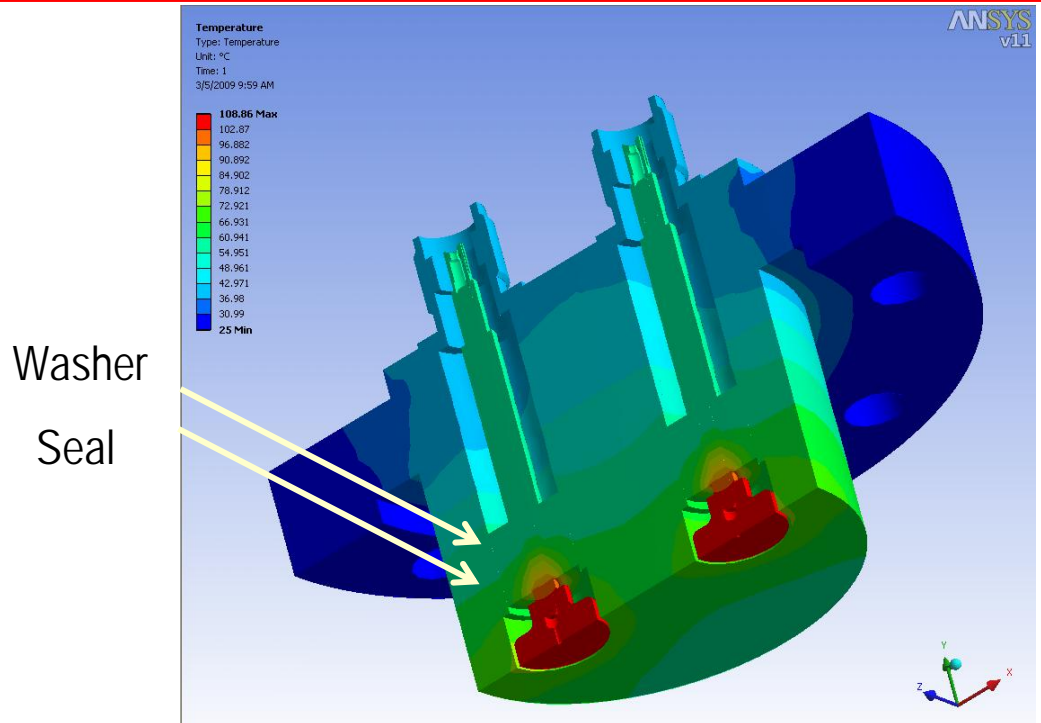 Temperature
Type: Temperature
Unit: °C
Time: 1
3/5/2009 9:59 AM
108.86 Max
102.87
96.882
90.892
84.902
78.912
72.921
66.931
60.941
54.951
48.961
42.971
36.98
30.99
25 Min
ANSYS
v11
Washer
Seal
Y
Z
X